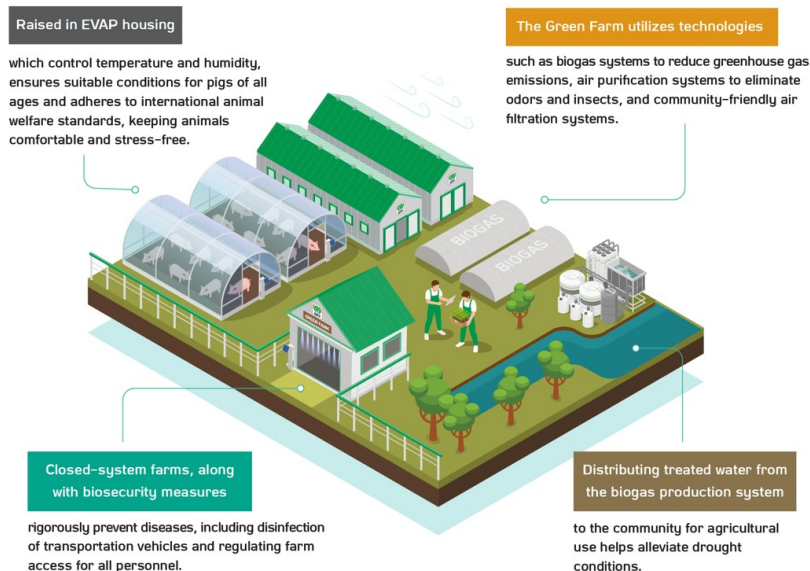 Raised in EVAP housing
which control temperature and humidity,
ensures suitable conditions for pigs of all
ages and adheres to international animal
welfare standards, keeping animals
comfortable and stress-free.
The Green Farm utilizes technologies
such as biogas systems to reduce greenhouse gas
emissions, air purification systems to eliminate
odors and insects, and community-friendly air
filtration systems.
BIOGAS
BIOGAS
GREEN FARM
Closed-system farms, along
with biosecurity measures
rigorously prevent diseases, including disinfection
of transportation vehicles and regulating farm
access for all personnel.
Distributing treated water from
the biogas production system
to the community for agricultural
use helps alleviate drought
conditions.